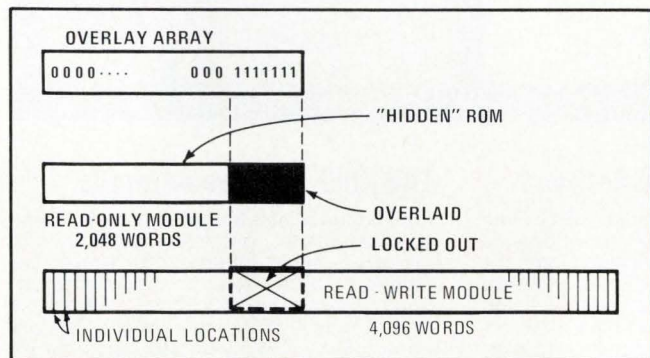 OVERLAY ARRAY
0000···· 000 1111111
"HIDDEN" ROM
READ-ONLY MODULE
2,048 WORDS
OVERLAID
LOCKED OUT
READ - WRITE MODULE
INDIVIDUAL LOCATIONS
4,096 WORDS